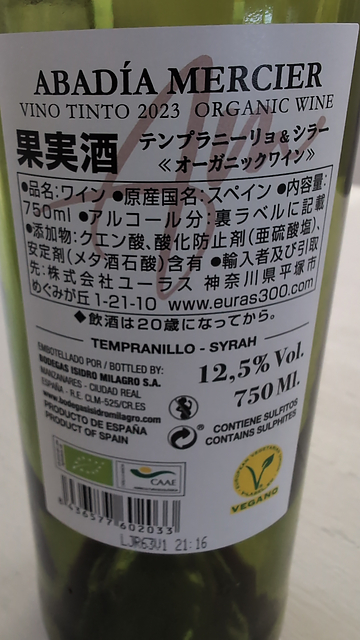 ABADÍA MERCIER
VINO TINTO 2023 ORGANIC WINE
果実酒 テンプラニーリョ&シラー
≪オーガニックワイン≫
●品名:ワイン ●原産国名:スペイン ●内容量:
750ml ●アルコール分:裏ラベルに記載
●添加物:クエン酸、酸化防止剤(亜硫酸塩)、
安定剤(メタ酒石酸)含有 ●輸入者及び引取
先:株式会社ユーラス 神奈川県平塚市
めぐみが丘1-21-10 www.euras300.com
◆飲酒は20歳になってから。
TEMPRANILLO - SYRAH
EMBOTELLADO POR / BOTTLED BY:
BODEGAS ISIDRO MILAGRO S.A.
MANZANARES - CIUDAD REAL
ESPAÑA - R.E. CLM-525/CR.ES
www.bodegasisidromilagro.com
PRODUCTO DE ESPAÑA
PRODUCT OF SPAIN
12,5% Vol.
750 Ml.
CONTIENE SULFITOS
CONTAINS SULPHITES
CAAE
VEGANO
8 436577 602033
LJR63V1 21:16